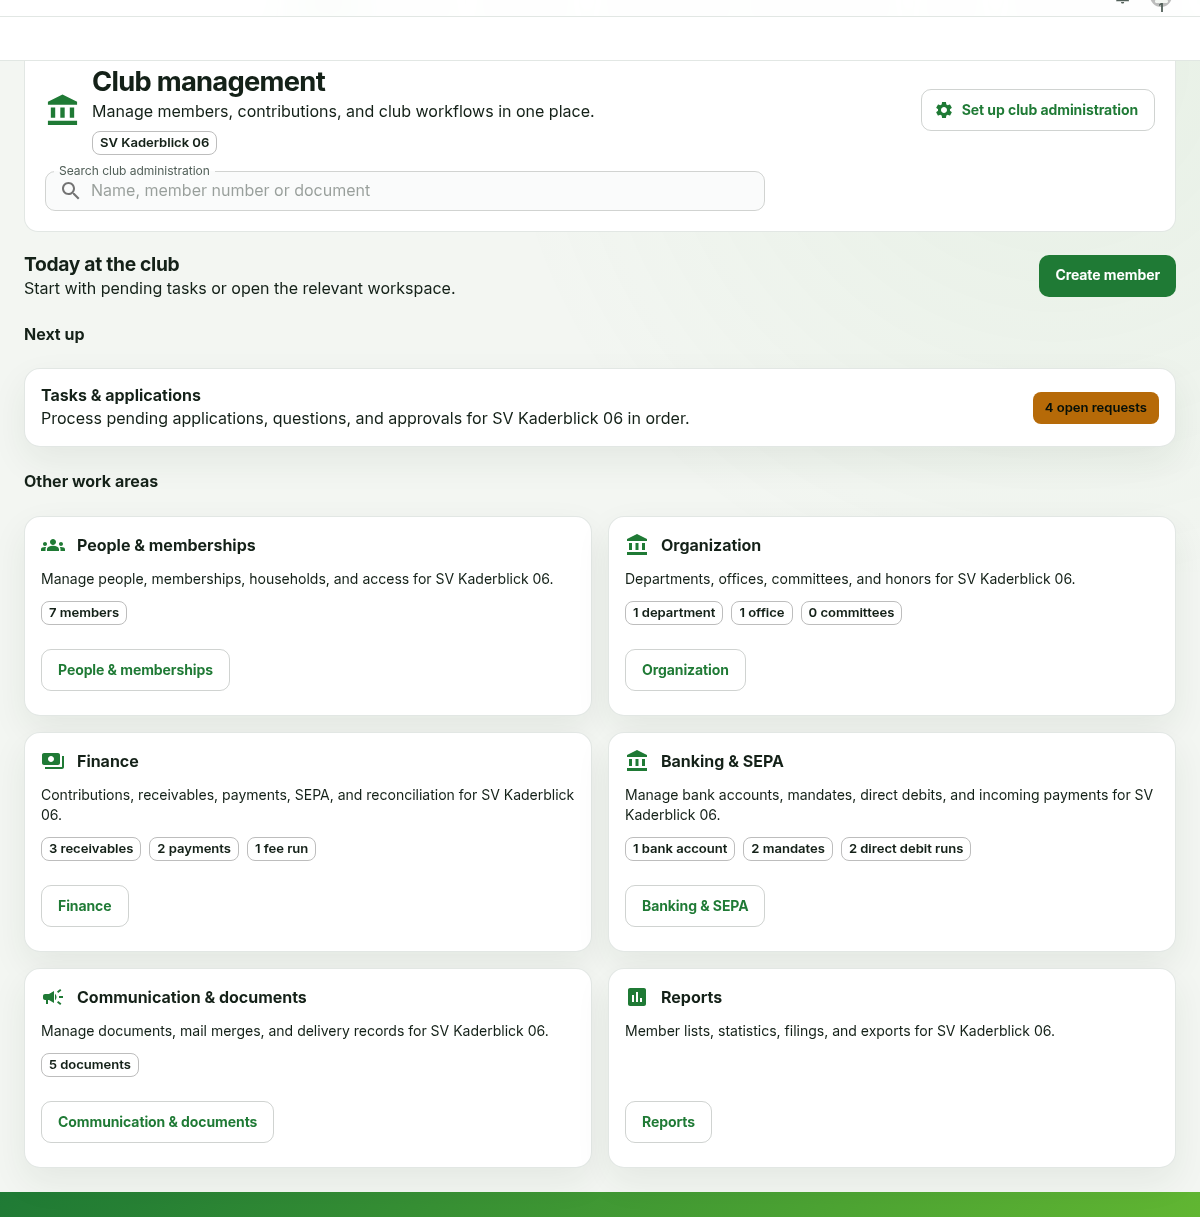 Club management
Manage members, contributions, and club workflows in one place.
SV Kaderblick 06
Set up club administration
Search club administration
Name, member number or document
Today at the club
Start with pending tasks or open the relevant workspace.
Create member
Next up
Tasks & applications
Process pending applications, questions, and approvals for SV Kaderblick 06 in order.
4 open requests
Other work areas
People & memberships
Manage people, memberships, households, and access for SV Kaderblick 06.
7 members
People & memberships
Organization
Departments, offices, committees, and honors for SV Kaderblick 06.
1 department
1 office
0 committees
Organization
Finance
Contributions, receivables, payments, SEPA, and reconciliation for SV Kaderblick
06.
3 receivables
2 payments
1 fee run
Finance
Banking & SEPA
Manage bank accounts, mandates, direct debits, and incoming payments for SV
Kaderblick 06.
1 bank account
2 mandates
2 direct debit runs
Banking & SEPA
Communication & documents
Manage documents, mail merges, and delivery records for SV Kaderblick 06.
5 documents
Communication & documents
Reports
Member lists, statistics, filings, and exports for SV Kaderblick 06.
Reports